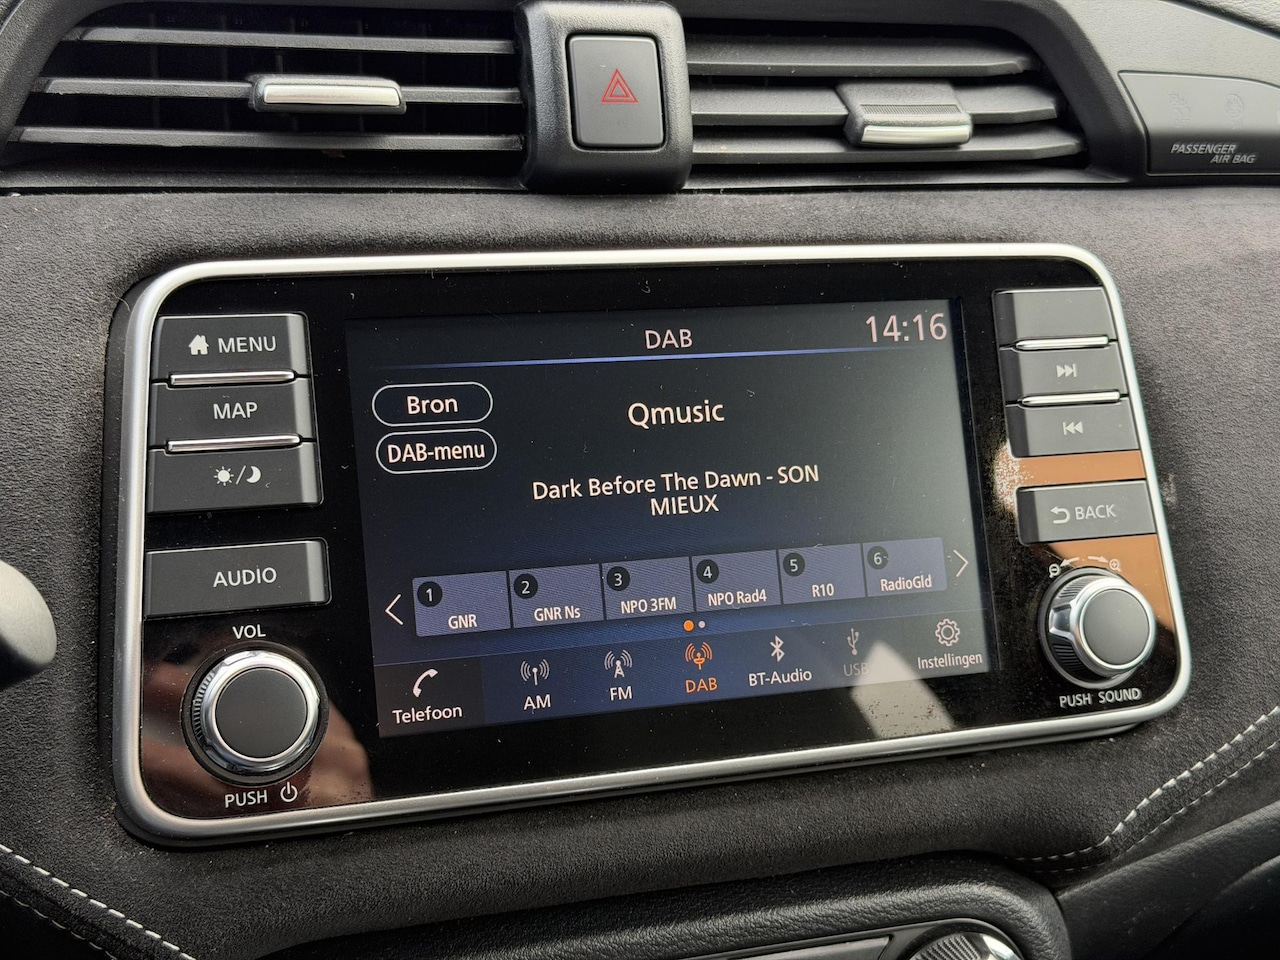 PASSENGER
AIR BAG
MENU
MAP
AUDIO
VOL
PUSH
DAB
14:16
Bron
DAB-menu
Qmusic
Dark Before The Dawn - SON
MIEUX
1
GNR
2
GNR Ns
3
NPO 3FM
4
NPO Rad4
5
R10
6
RadioGld
Telefoon
AM
FM
DAB
BT-Audio
USB
Instellingen
BACK
PUSH SOUND